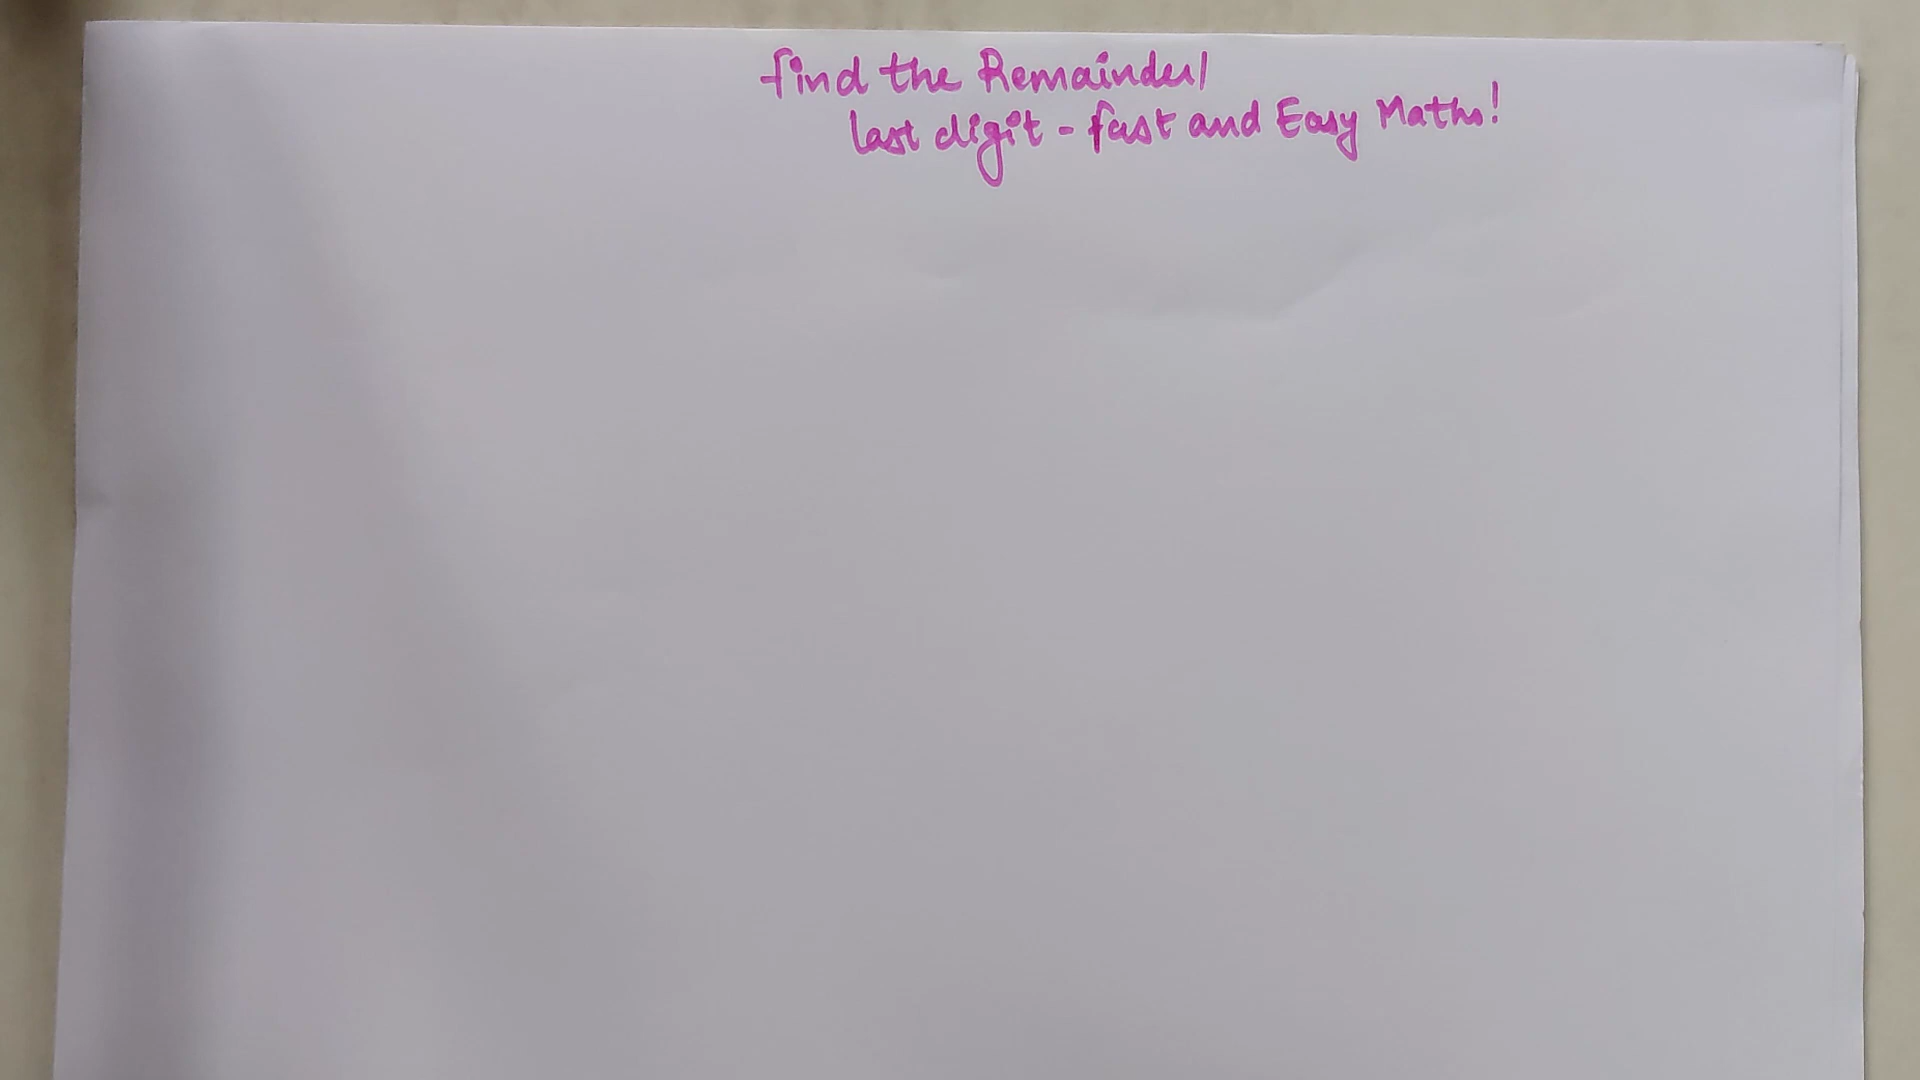 find the Remainder/
last digit - fast and Easy Maths!